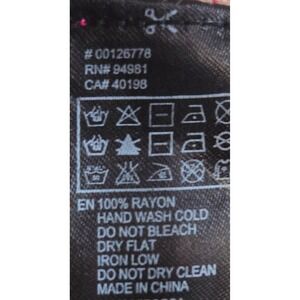 # 00126778
RN# 94981
CA# 40198
EN 100% RAYON
HAND WASH COLD
DO NOT BLEACH
DRY FLAT
IRON LOW
DO NOT DRY CLEAN
MADE IN CHINA